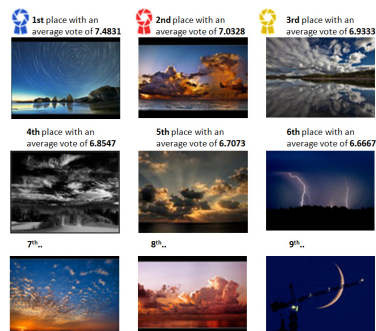 1st place with an
average vote of 7.4831
2nd place with an
average vote of 7.0328
3rd place with an
average vote of 6.9333
4th place with an
average vote of 6.8547
5th place with an
average vote of 6.7073
6th place with an
average vote of 6.6667
7th..
8th..
9th..